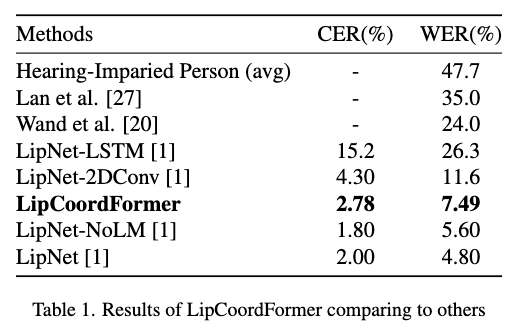 Methods CER(%) WER(%)
Hearing-Imparied Person (avg) - 47.7
Lan et al. [27] - 35.0
Wand et al. [20] - 24.0
LipNet-LSTM [1] 15.2 26.3
LipNet-2DConv [1] 4.30 11.6
LipCoordFormer 2.78 7.49
LipNet-NoLM [1] 1.80 5.60
LipNet [1] 2.00 4.80
Table 1. Results of LipCoordFormer comparing to others